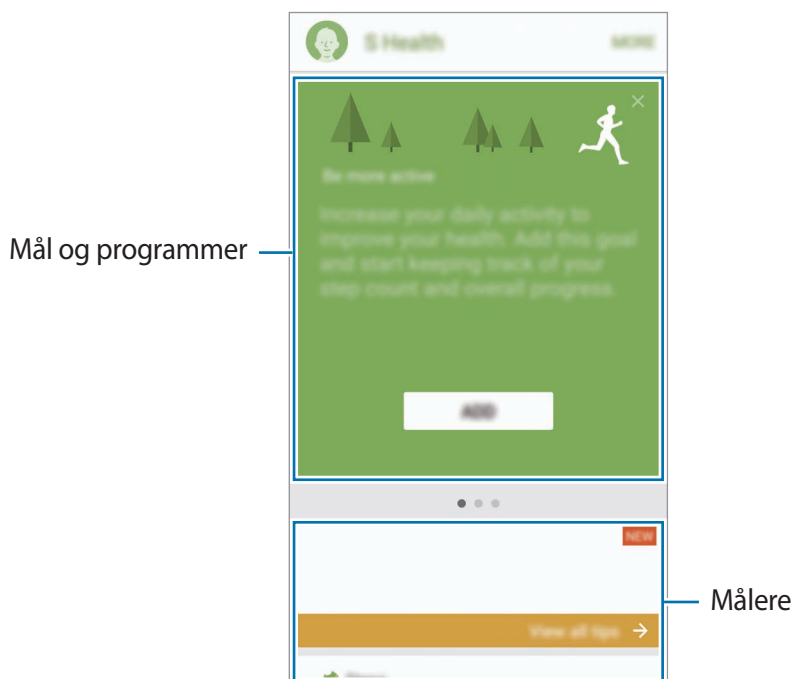 S Health
MORE
Be more active
Mål og programmer
Increase your daily activity to
improve your health. Add this goal
and start keeping track of your
step count and overall progress.
ADD
NEW
Målere
View all tips